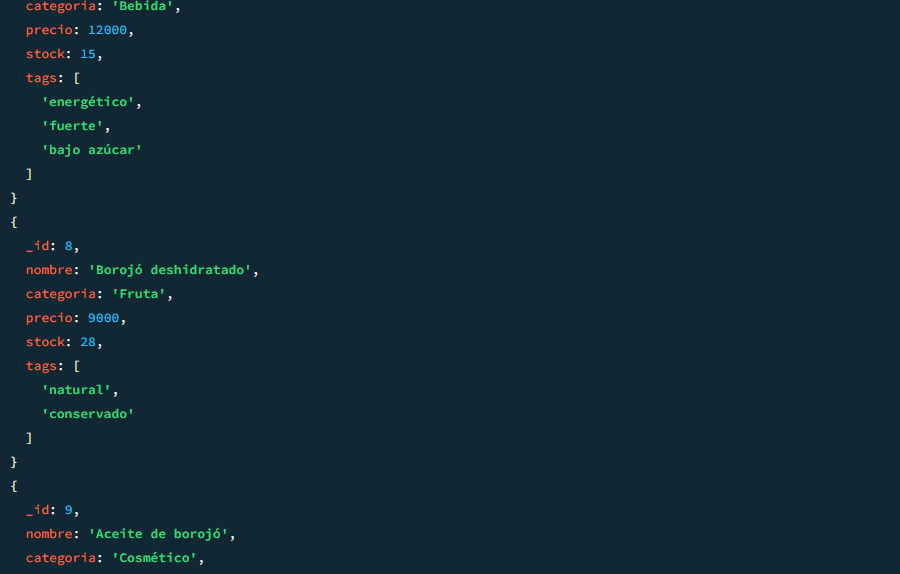 categoria: 'Bebida',
precio: 12000,
stock: 15,
tags: [
'energético',
'fuerte',
'bajo azúcar'
]
}
{
_id: 8,
nombre: 'Borojó deshidratado',
categoria: 'Fruta',
precio: 9000,
stock: 28,
tags: [
'natural',
'conservado'
]
}
{
_id: 9,
nombre: 'Aceite de borojó',
categoria: 'Cosmético',